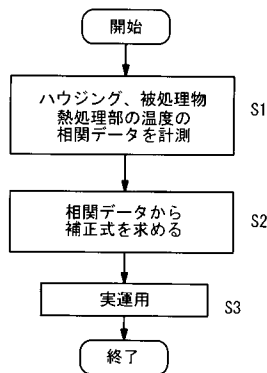 開始
ハウジング、被処理物
熱処理部の温度の
相関データを計測
S1
相関データから
補正式を求める
S2
実運用
S3
終了